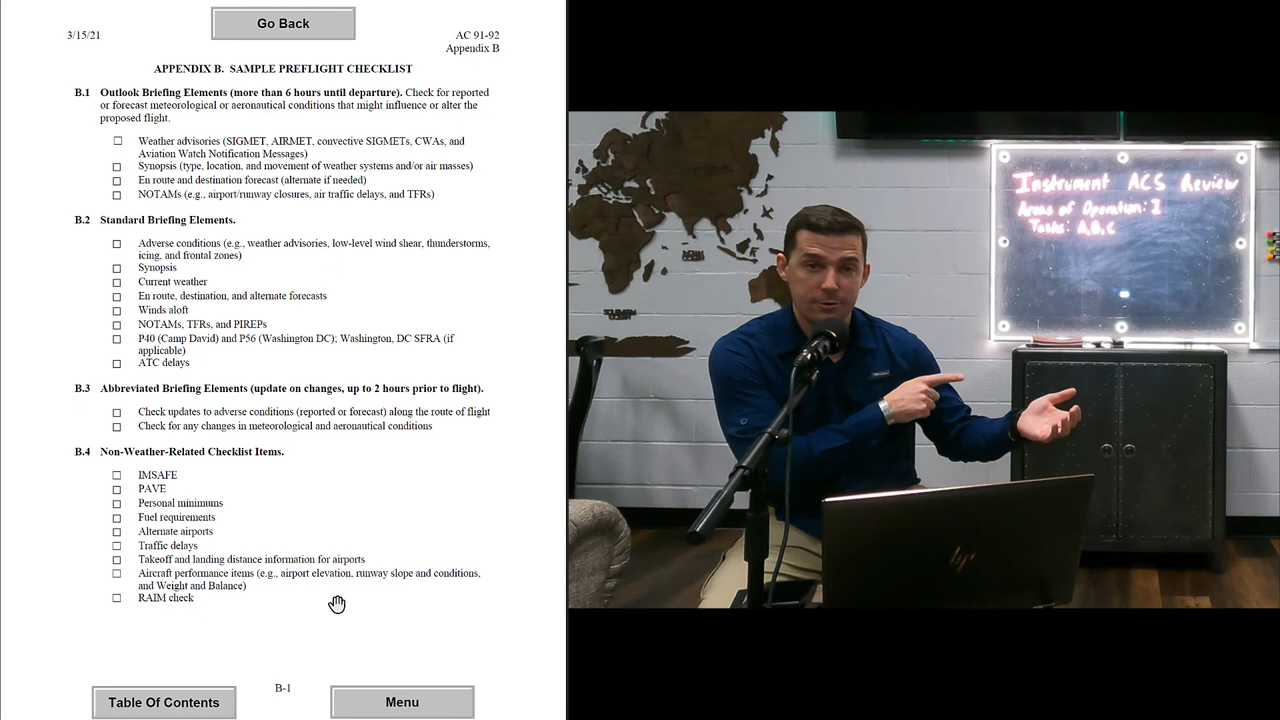 Go Back
3/15/21
AC 91-92
Appendix B
APPENDIX B. SAMPLE PREFLIGHT CHECKLIST
B.1 Outlook Briefing Elements (more than 6 hours until departure). Check for reported
or forecast meteorological or aeronautical conditions that might influence or alter the
proposed flight.
☐ Weather advisories (SIGMET, AIRMET, convective SIGMETs, CWAs, and
Aviation Watch Notification Messages)
☐ Synopsis (type, location, and movement of weather systems and/or air masses)
☐ En route and destination forecast (alternate if needed)
☐ NOTAMs (e.g., airport/runway closures, air traffic delays, and TFRs)
B.2 Standard Briefing Elements.
☐ Adverse conditions (e.g., weather advisories, low-level wind shear, thunderstorms,
icing, and frontal zones)
☐ Synopsis
☐ Current weather
☐ En route, destination, and alternate forecasts
☐ Winds aloft
☐ NOTAMs, TFRs, and PIREPs
☐ P40 (Camp David) and P56 (Washington DC); Washington, DC SFRA (if
applicable)
☐ ATC delays
B.3 Abbreviated Briefing Elements (update on changes, up to 2 hours prior to flight).
☐ Check updates to adverse conditions (reported or forecast) along the route of flight
☐ Check for any changes in meteorological and aeronautical conditions
B.4 Non-Weather-Related Checklist Items.
☐ IMSAFE
☐ PAVE
☐ Personal minimums
☐ Fuel requirements
☐ Alternate airports
☐ Traffic delays
☐ Takeoff and landing distance information for airports
☐ Aircraft performance items (e.g., airport elevation, runway slope and conditions,
and Weight and Balance)
☐ RAIM check
B-1
Table Of Contents
Menu
Instrument ACS Review
Areas of Operation: I
Tasks: A,B,C
hp